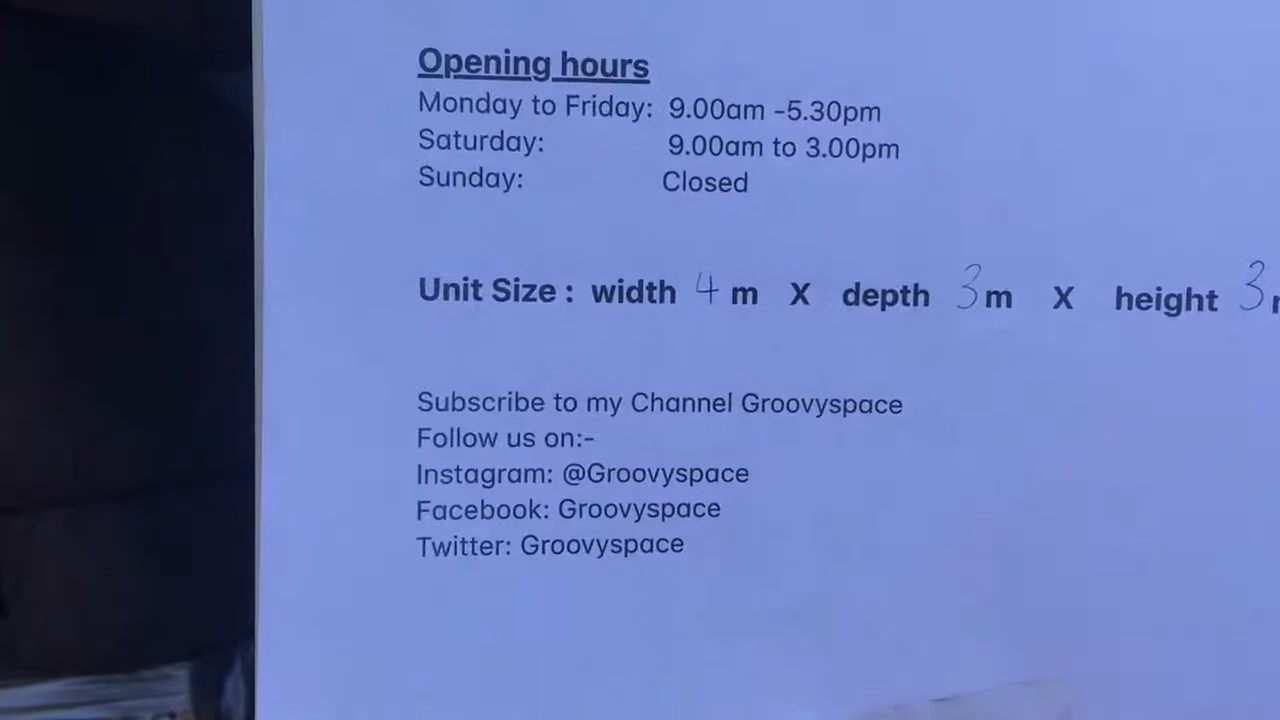 Opening hours
Monday to Friday: 9.00am -5.30pm
Saturday: 9.00am to 3.00pm
Sunday: Closed
Unit Size : width 4 m X depth 3 m X height 3
Subscribe to my Channel Groovyspace
Follow us on:-
Instagram: @Groovyspace
Facebook: Groovyspace
Twitter: Groovyspace